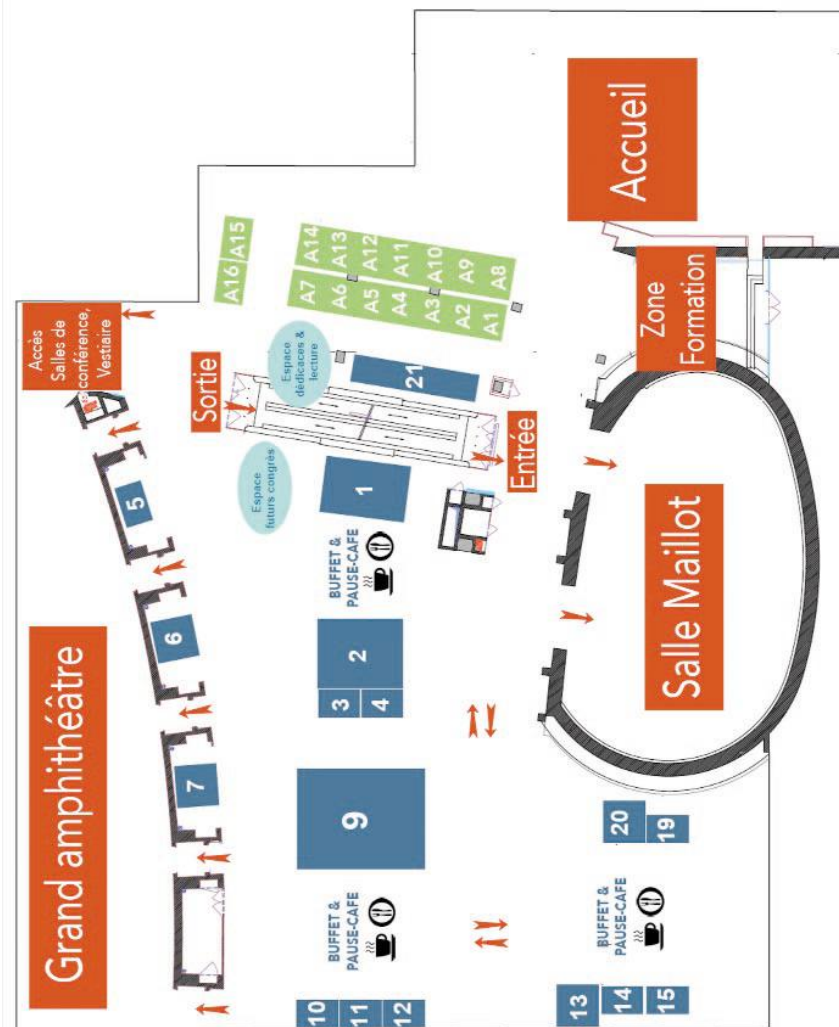 Grand amphithéâtre
Accès
Salles de
conférence,
Vestiaire
7
6
5
Sortie
A16
A15
Espace
futurs congrès
Espace
dédicaces &
lecture
10
11
12
BUFFET &
PAUSE-CAFE
9
3
4
2
BUFFET &
PAUSE-CAFE
1
21
A7
A14
A6
A13
A5
A12
A4
A11
A3
A10
A2
A9
A1
A8
Entrée
13
14
15
BUFFET &
PAUSE-CAFE
20
19
Salle Maillot
Zone
Formation
Accueil